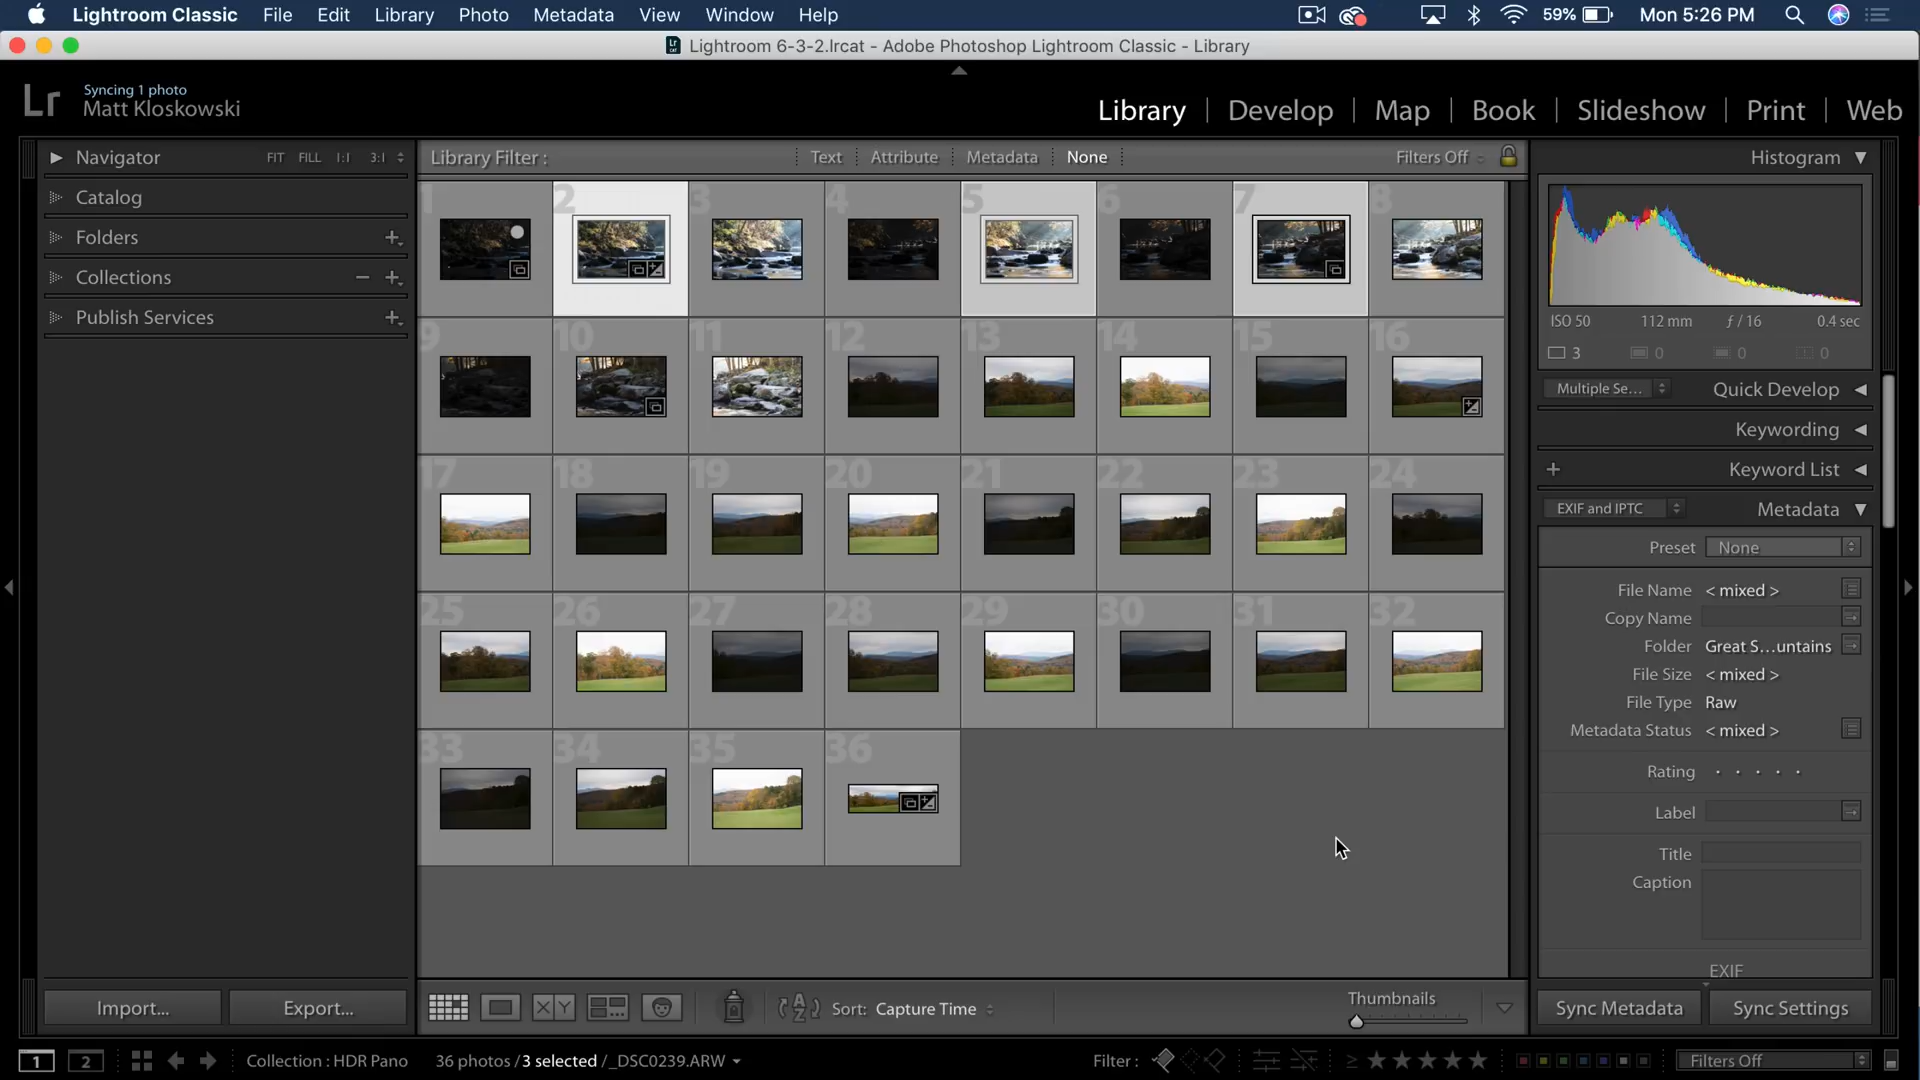 Lightroom Classic File Edit Library Photo Metadata View Window Help 59% Mon 5:26 PM
Lightroom 6-3-2.lrcat - Adobe Photoshop Lightroom Classic - Library
Lr Syncing 1 photo
Matt Kloskowski
Library Develop Map Book Slideshow Print Web
Navigator FIT FILL 1:1 3:1
Catalog
Folders
Collections
Publish Services
Import... Export...
Library Filter : Text Attribute Metadata None Filters Off
1 2 3 4 5 6 7 8
9 10 11 12 13 14 15 16
17 18 19 20 21 22 23 24
25 26 27 28 29 30 31 32
33 34 35 36
Sort: Capture Time Thumbnails
Histogram
ISO 50 112 mm ƒ / 16 0.4 sec
3 0 0 0
Multiple Se... Quick Develop
Keywording
Keyword List
EXIF and IPTC Metadata
Preset None
File Name < mixed >
Copy Name
Folder Great S...untains
File Size < mixed >
File Type Raw
Metadata Status < mixed >
Rating
Label
Title
Caption
EXIF
Sync Metadata Sync Settings
1 2 Collection : HDR Pano 36 photos / 3 selected / _DSC0239.ARW Filter : ≥ Filters Off